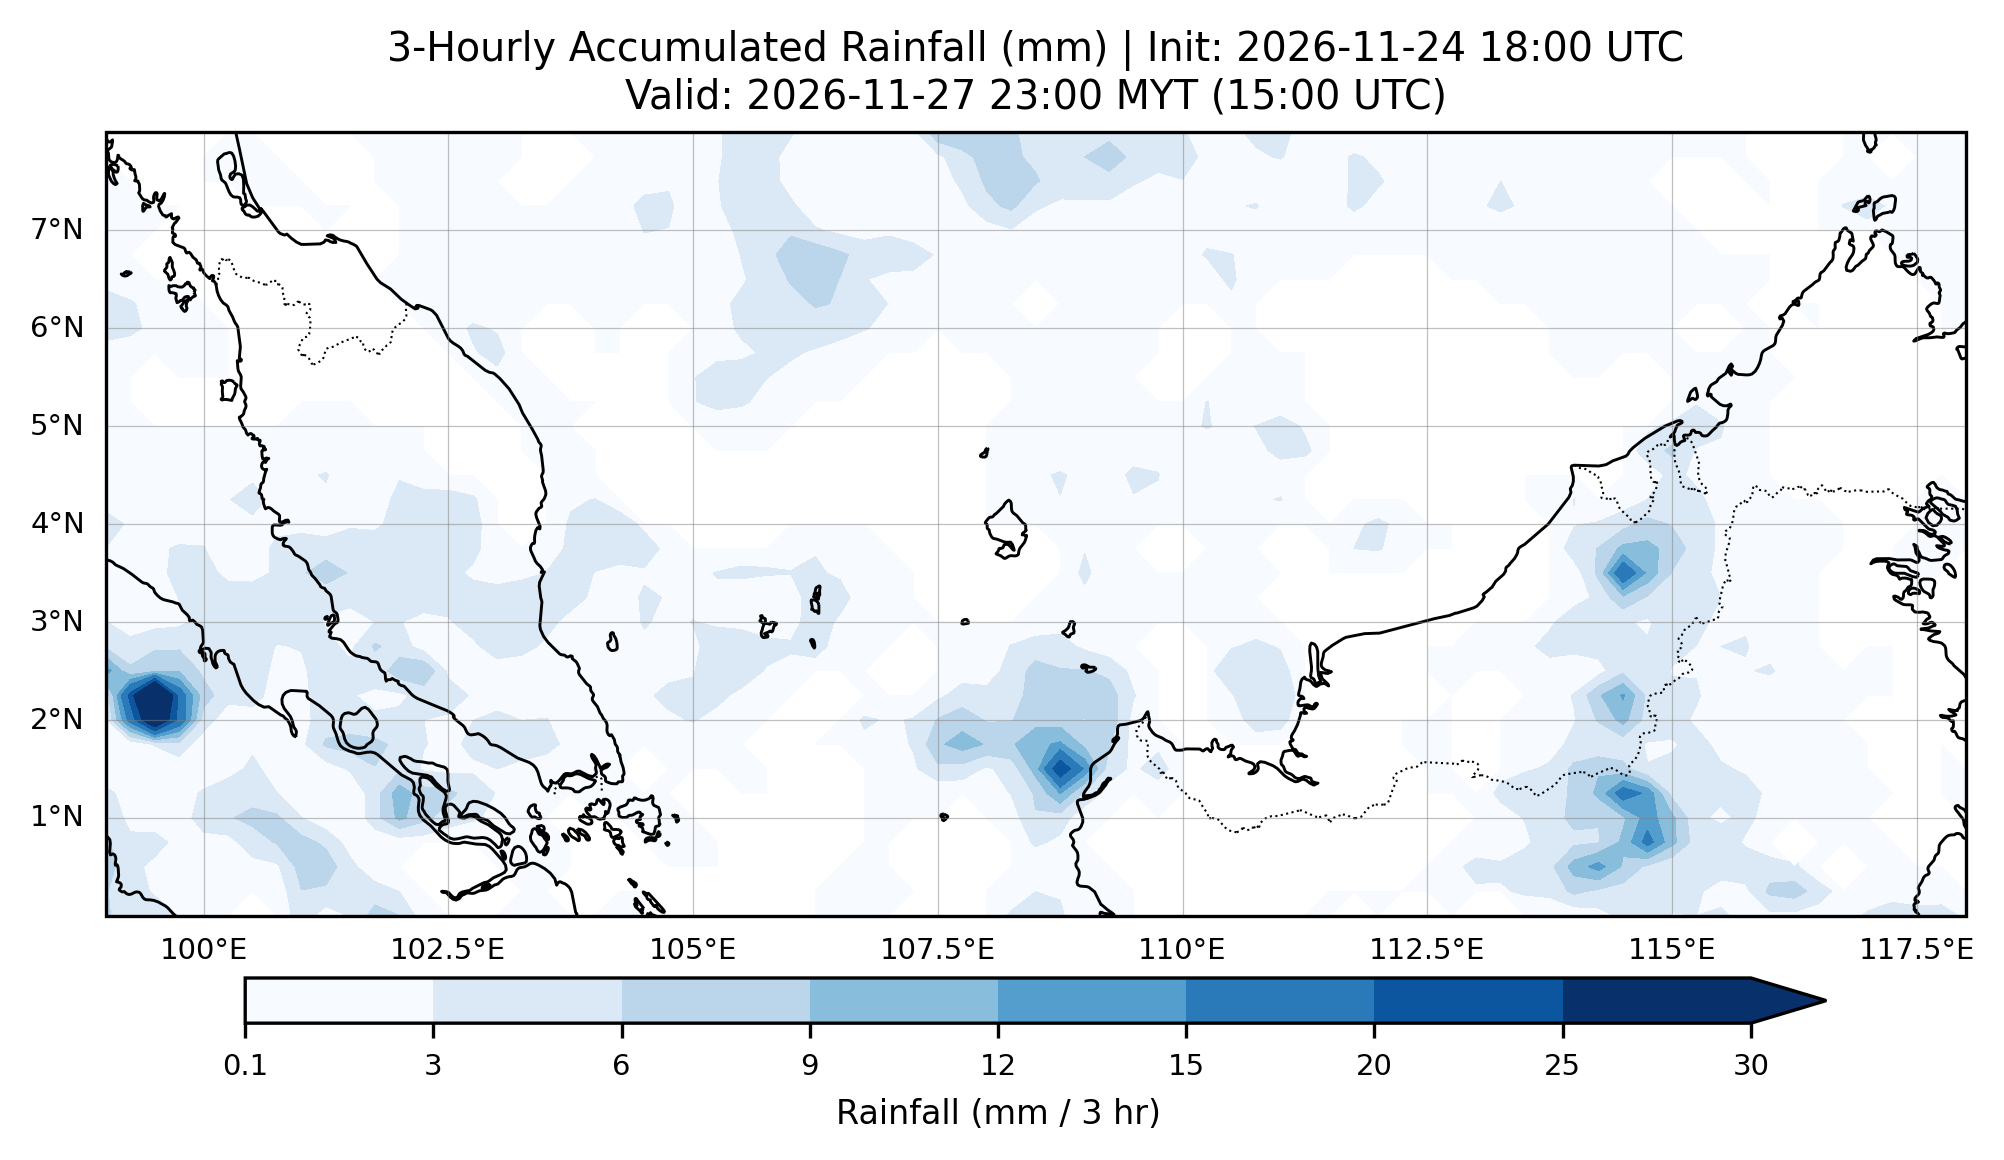 3-Hourly Accumulated Rainfall (mm) | Init: 2026-11-24 18:00 UTC
Valid: 2026-11-27 23:00 MYT (15:00 UTC)
7°N
6°N
5°N
4°N
3°N
2°N
1°N
100°E 102.5°E 105°E 107.5°E 110°E 112.5°E 115°E 117.5°E
0.1 3 6 9 12 15 20 25 30
Rainfall (mm / 3 hr)